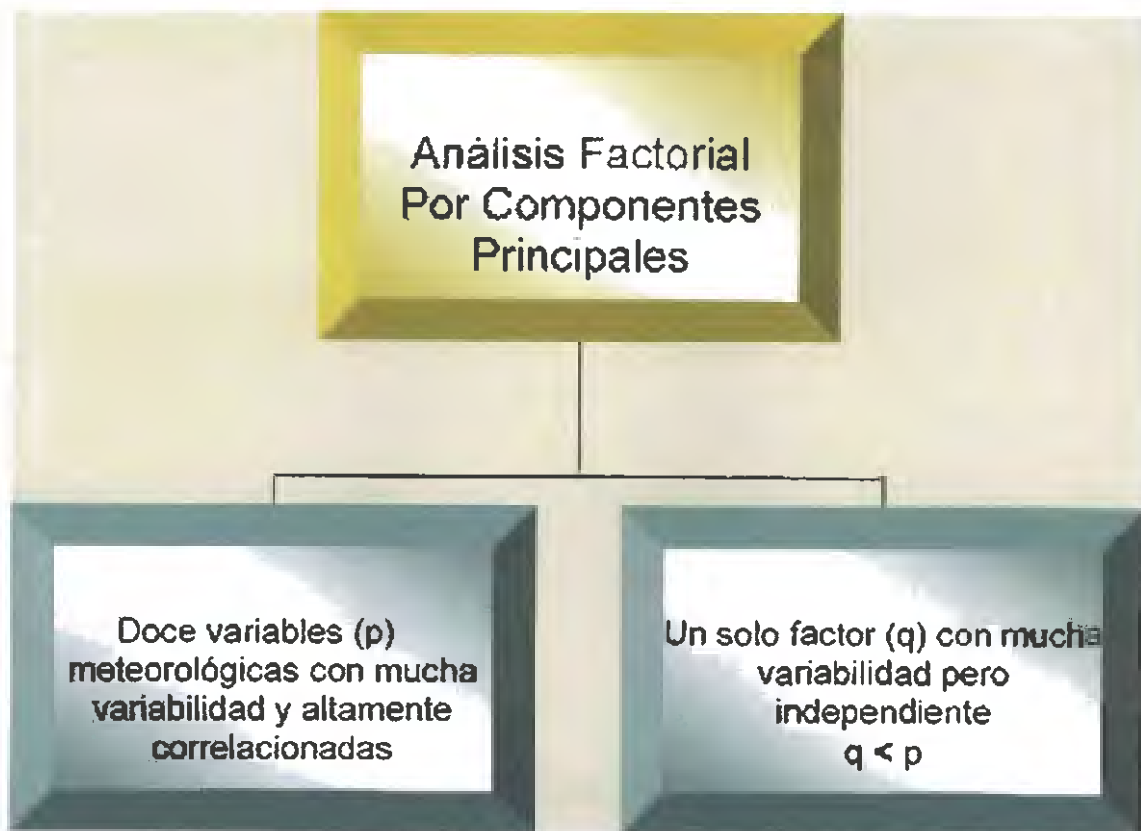 Análisis Factorial
Por Componentes
Principales
Doce variables (p)
meteorológicas con mucha
variabilidad y altamente
correlacionadas
Un solo factor (q) con mucha
variabilidad pero
independiente
q < p